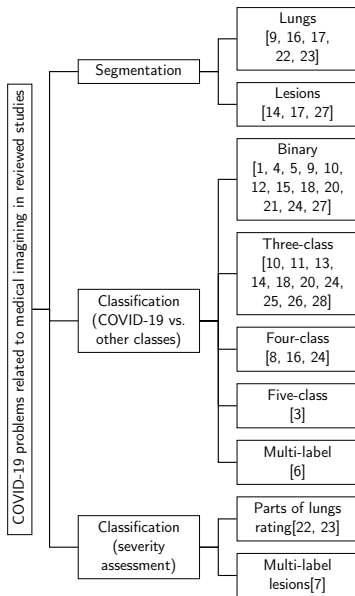 COVID-19 problems related to medical imagining in reviewed studies
Segmentation
Lungs
[9, 16, 17,
22, 23]
Lesions
[14, 17, 27]
Classification
(COVID-19 vs.
other classes)
Binary
[1, 4, 5, 9, 10,
12, 15, 18, 20,
21, 24, 27]
Three-class
[10, 11, 13,
14, 18, 20, 24,
25, 26, 28]
Four-class
[8, 16, 24]
Five-class
[3]
Multi-label
[6]
Classification
(severity
assessment)
Parts of lungs
rating[22, 23]
Multi-label
lesions[7]